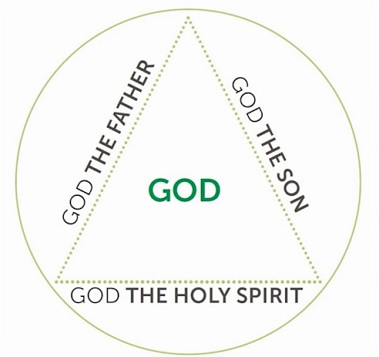 GOD THE FATHER
GOD THE SON
GOD
GOD THE HOLY SPIRIT